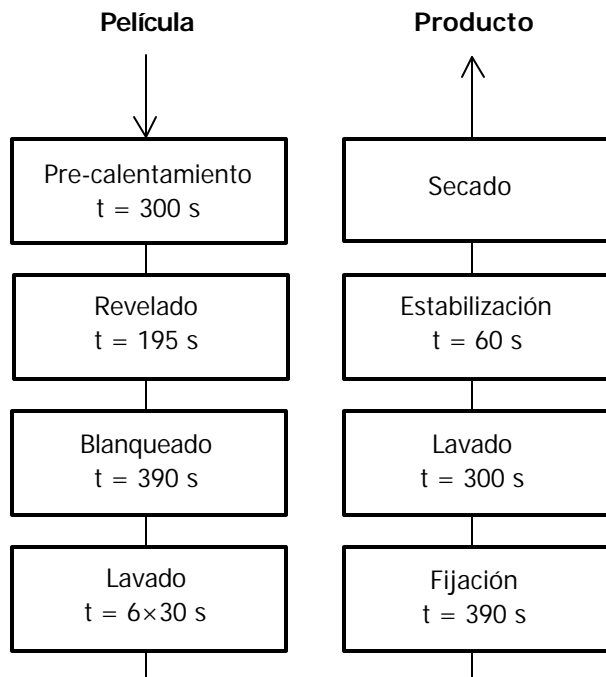 Película
Pre-calentamiento
t = 300 s
Revelado
t = 195 s
Blanqueado
t = 390 s
Lavado
t = 6×30 s
Producto
Secado
Estabilización
t = 60 s
Lavado
t = 300 s
Fijación
t = 390 s